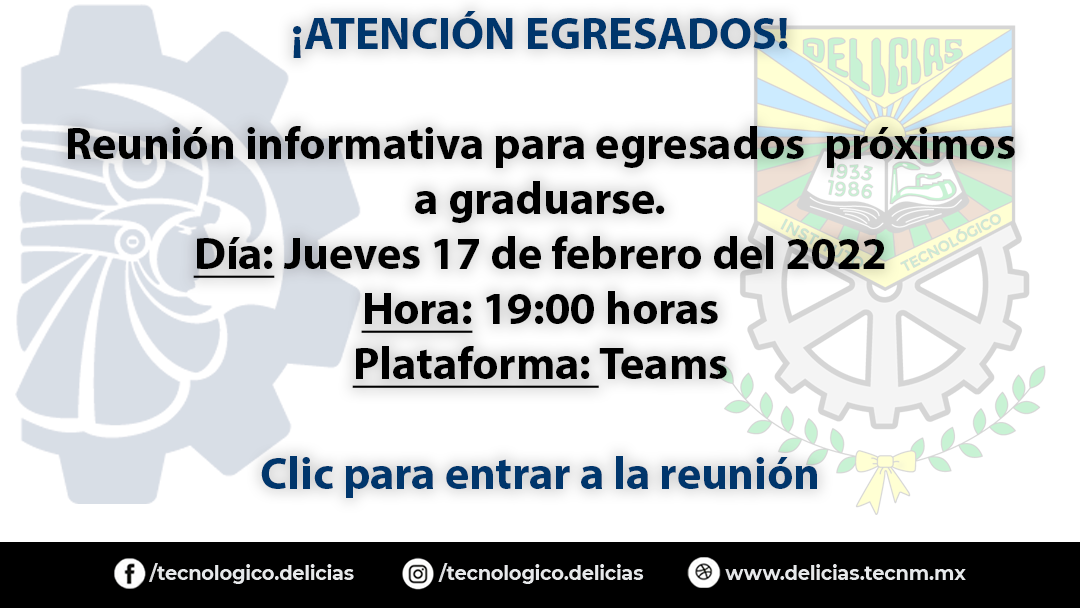 ¡ATENCIÓN EGRESADOS!
DELICIAS
Reunión informativa para egresados próximos
1933
1986
a graduarse.
INSTITUTO TECNOLÓGICO
Día: Jueves 17 de febrero del 2022
Hora: 19:00 horas
Plataforma: Teams
Clic para entrar a la reunión
/tecnologico.delicias
/tecnologico.delicias
www.delicias.tecnm.mx